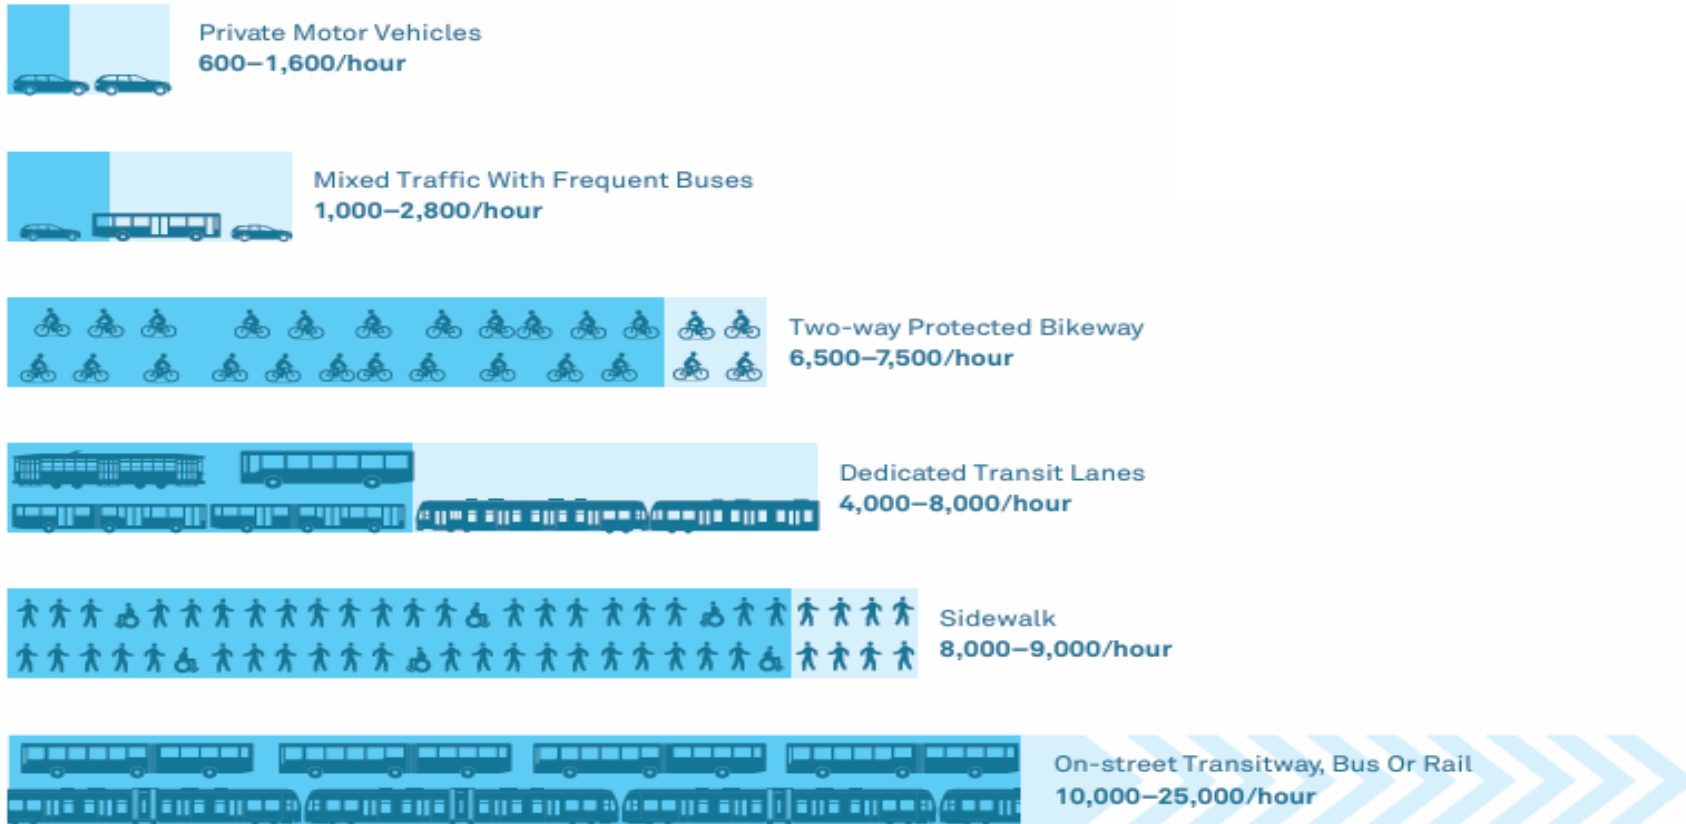 Private Motor Vehicles
600–1,600/hour
Mixed Traffic With Frequent Buses
1,000–2,800/hour
Two-way Protected Bikeway
6,500–7,500/hour
Dedicated Transit Lanes
4,000–8,000/hour
Sidewalk
8,000–9,000/hour
On-street Transitway, Bus Or Rail
10,000–25,000/hour